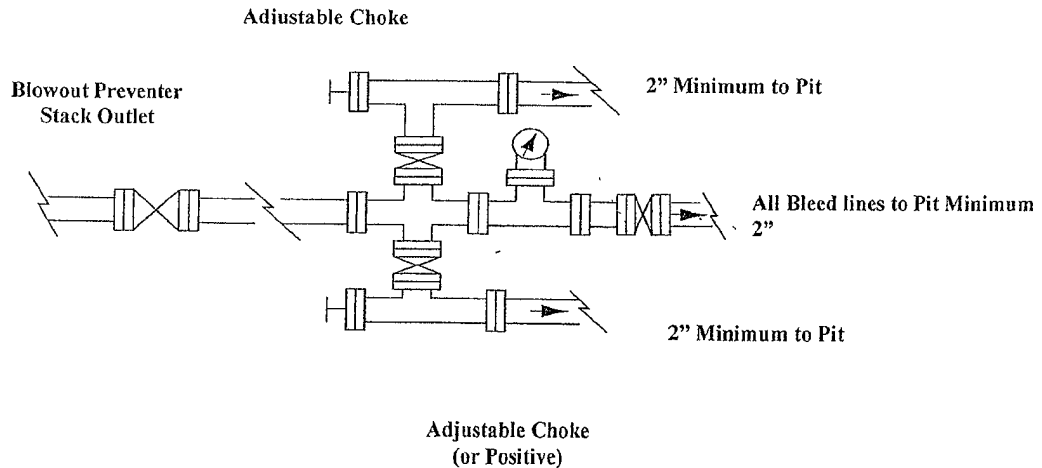 Adiustable Choke
Blowout Preventer
Stack Outlet
2” Minimum to Pit
All Bleed lines to Pit Minimum
2”
2” Minimum to Pit
Adjustable Choke
(or Positive)